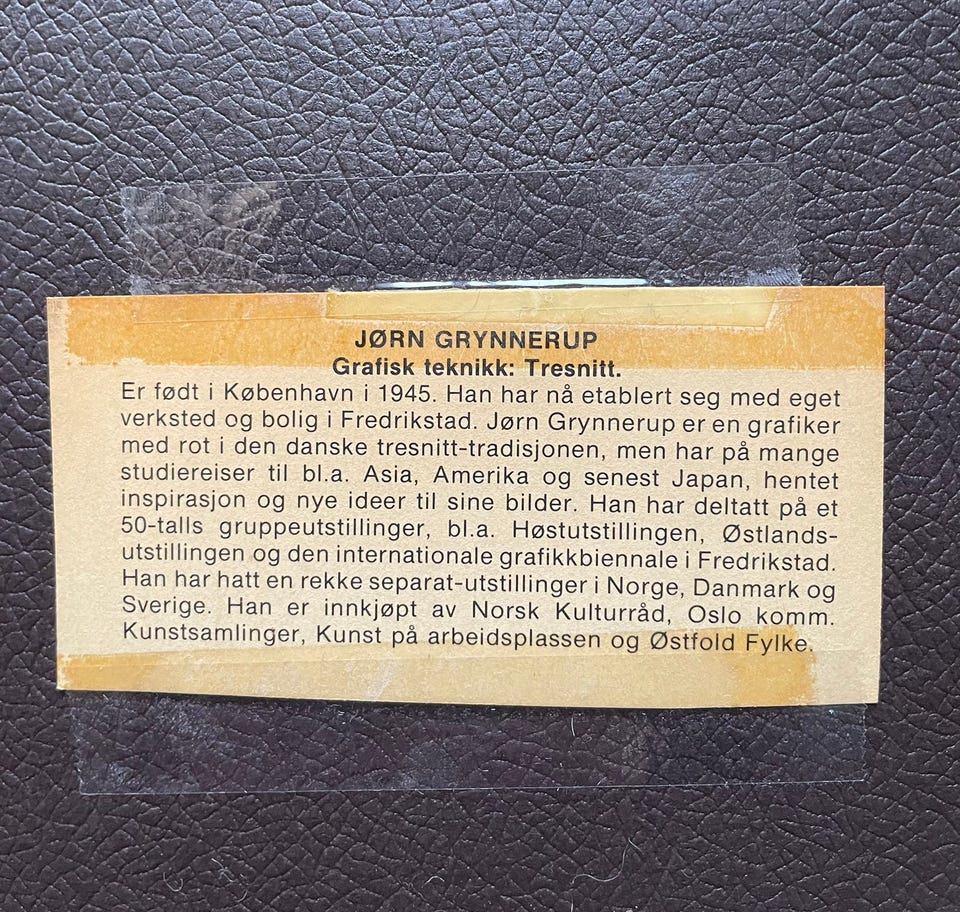 JØRN GRYNNERUP
Grafisk teknikk: Tresnitt.
Er født i København i 1945. Han har nå etablert seg med eget
verksted og bolig i Fredrikstad. Jørn Grynnerup er en grafiker
med rot i den danske tresnitt-tradisjonen, men har på mange
studiereiser til bl.a. Asia, Amerika og senest Japan, hentet
inspirasjon og nye ideer til sine bilder. Han har deltatt på et
50-talls gruppeutstillinger, bl.a. Høstutstillingen, Østlands-
utstillingen og den internationale grafikkbiennale i Fredrikstad.
Han har hatt en rekke separat-utstillinger i Norge, Danmark og
Sverige. Han er innkjøpt av Norsk Kulturråd, Oslo komm.
Kunstsamlinger, Kunst på arbeidsplassen og Østfold Fylke.